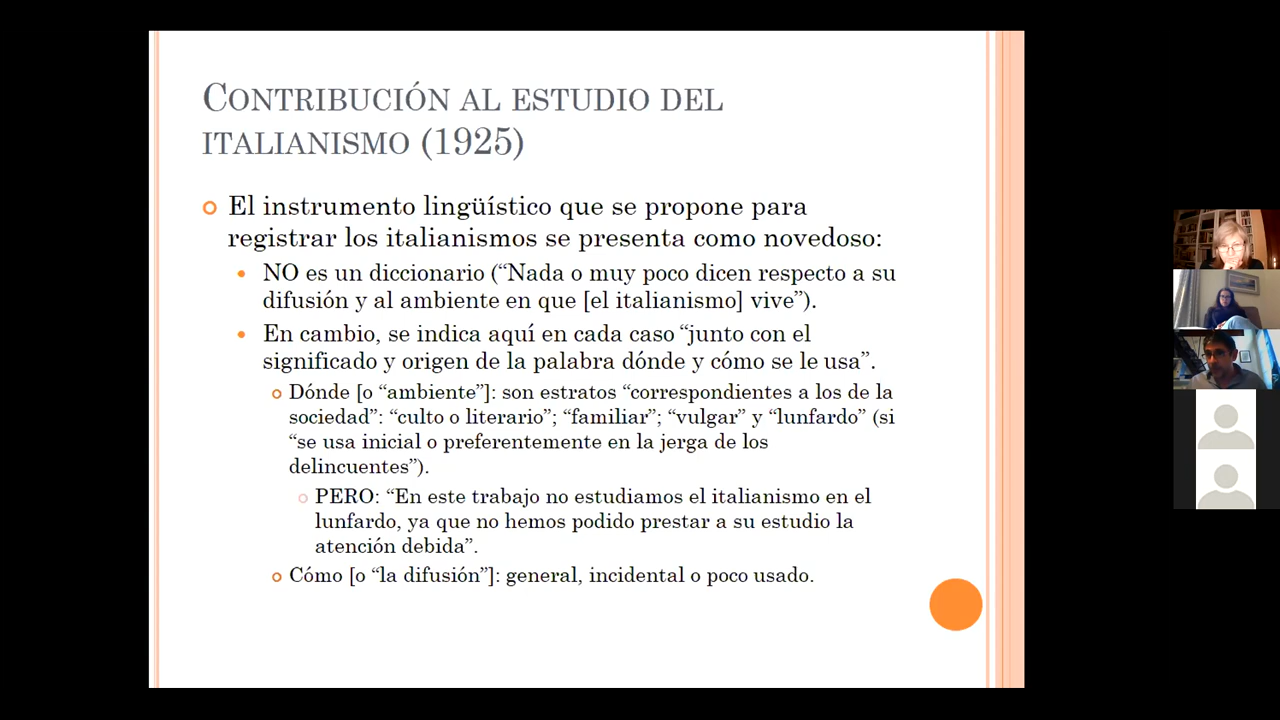 CONTRIBUCIÓN AL ESTUDIO DEL
ITALIANISMO (1925)
El instrumento lingüístico que se propone para
registrar los italianismos se presenta como novedoso:
NO es un diccionario (“Nada o muy poco dicen respecto a su
difusión y al ambiente en que [el italianismo] vive”).
En cambio, se indica aquí en cada caso “junto con el
significado y origen de la palabra dónde y cómo se le usa”.
Dónde [o “ambiente”]: son estratos “correspondientes a los de la
sociedad”: “culto o literario”; “familiar”; “vulgar” y “lunfardo” (si
“se usa inicial o preferentemente en la jerga de los
delincuentes”).
PERO: “En este trabajo no estudiamos el italianismo en el
lunfardo, ya que no hemos podido prestar a su estudio la
atención debida”.
Cómo [o “la difusión”]: general, incidental o poco usado.